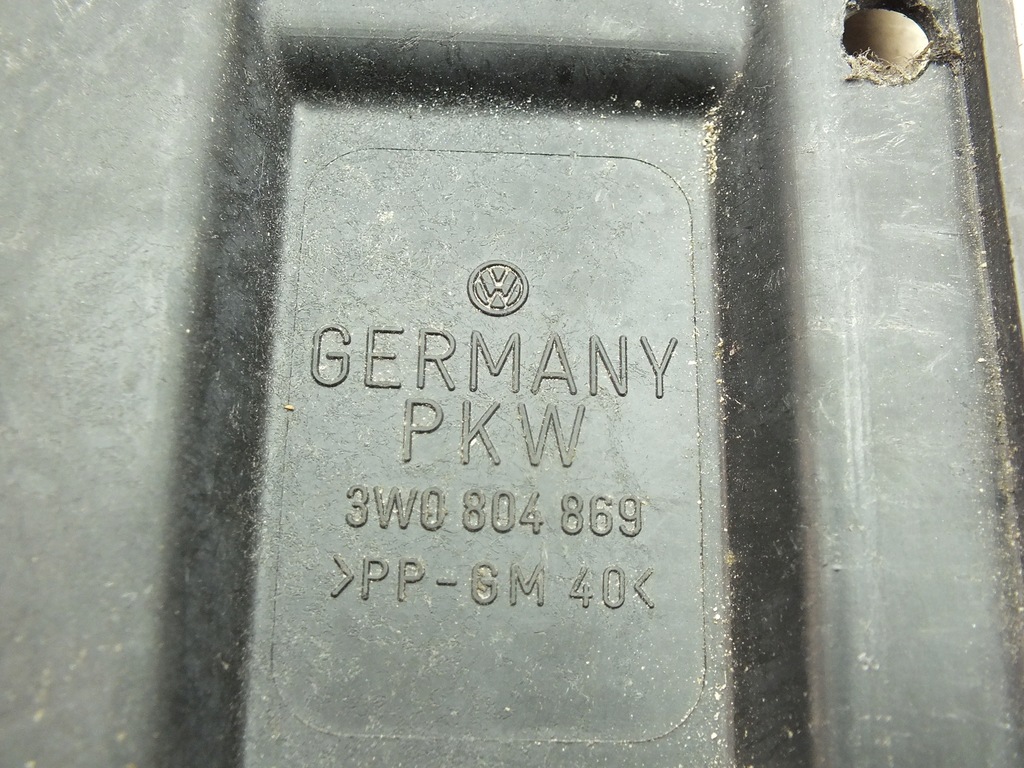 GERMANY
PKW
3W0 804 869
>PP-GM 40<